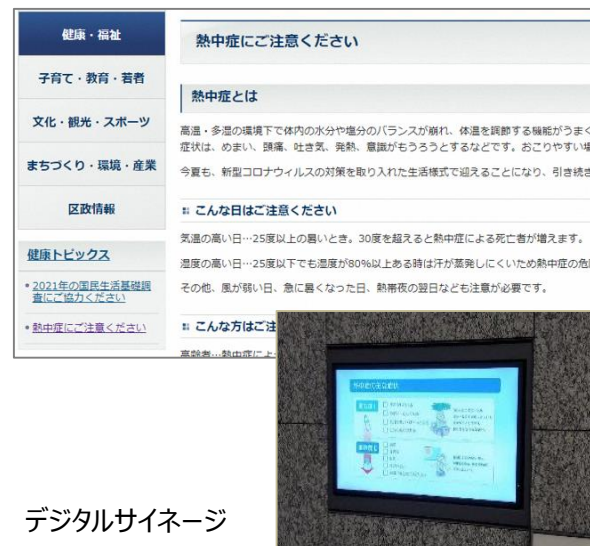 健康・福祉
子育て・教育・若者
文化・観光・スポーツ
まちづくり・環境・産業
区政情報
健康トピックス
2021年の国民生活基礎調
査にご協力ください
熱中症にご注意ください
熱中症にご注意ください
熱中症とは
高温・多湿の環境下で体内の水分や塩分のバランスが崩れ、体温を調節する機能がうまく
症状は、めまい、頭痛、吐き気、発熱、意識がもうろうとするなどです。おこりやすい場
今夏も、新型コロナウィルスの対策を取り入れた生活様式で迎えることになり、引き続き
こんな日はご注意ください
気温の高い日…25度以上の暑いとき。30度を超えると熱中症による死亡者が増えます。
湿度の高い日…25度以下でも湿度が80%以上ある時は汗が蒸発しにくいため熱中症の危
その他、風が弱い日、急に暑くなった日、熱帯夜の翌日なども注意が必要です。
こんな方はご注
高齢者…熱中症によ
熱中症の主な症状
デジタルサイネージ